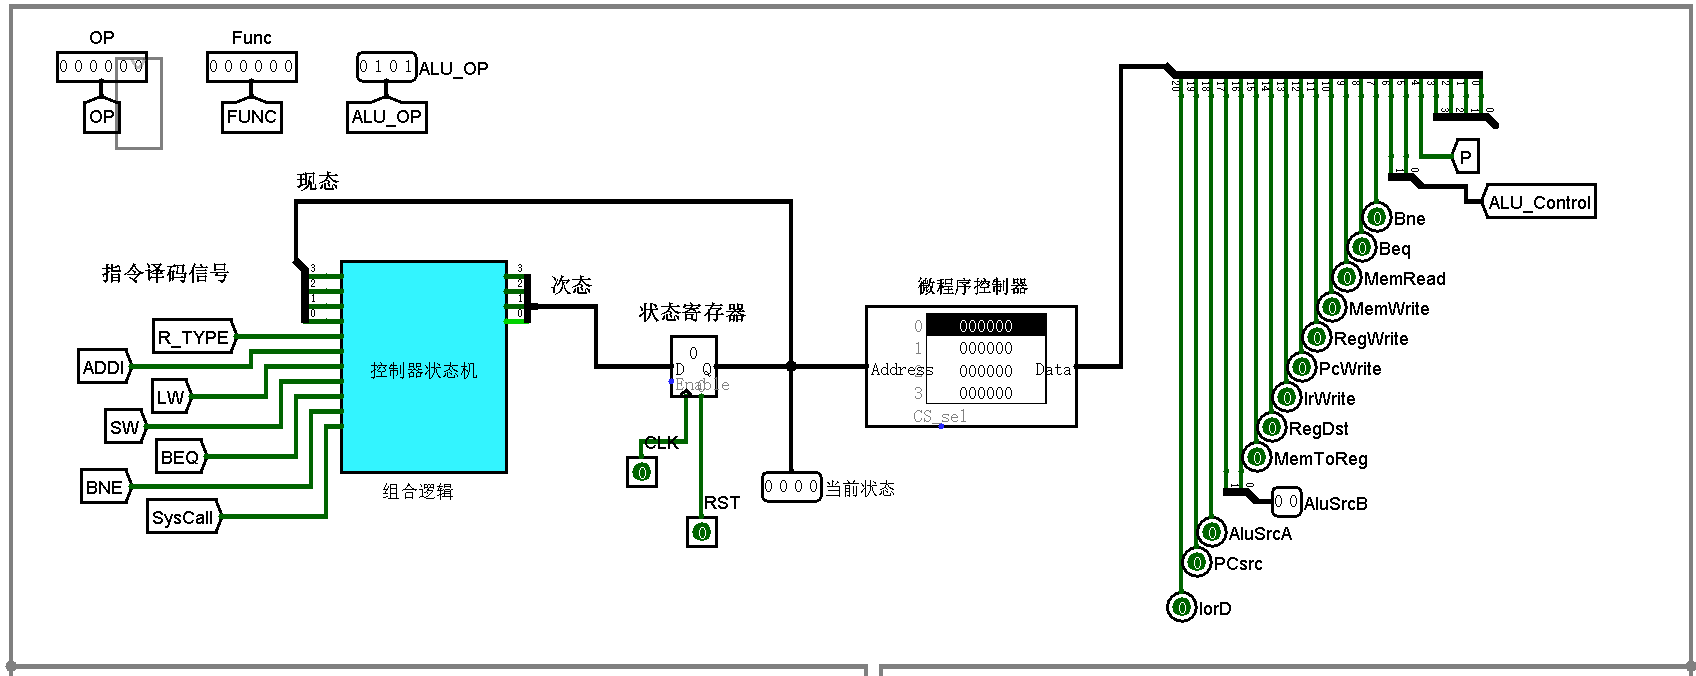 OP
Func
0 0 0 0 0 0
0 0 0 0 0 0
0 1 0 1
ALU_OP
OP
FUNC
ALU_OP
20 19 18 17 16 15 14 13 12 11 10 9 8 7 6 5 4 3 2 1 0
3 2 1 0
P
1 0
ALU_Control
现态
指令译码信号
3
2
1
0
3
2
1
0
次态
R_TYPE
ADDI
LW
SW
BEQ
BNE
SysCall
控制器状态机
组合逻辑
状态寄存器
0
D Q
Enable
0
CLK
0
RST
0
0 0 0 0
当前状态
微程序控制器
0 000000
1 000000
Address 2 000000 Data
3 000000
CS_sel
0 Bne
0 Beq
0 MemRead
0 MemWrite
0 RegWrite
0 PcWrite
0 IrWrite
0 RegDst
0 MemToReg
1 0
0 0 AluSrcB
0 AluSrcA
0 PCsrc
0 IorD